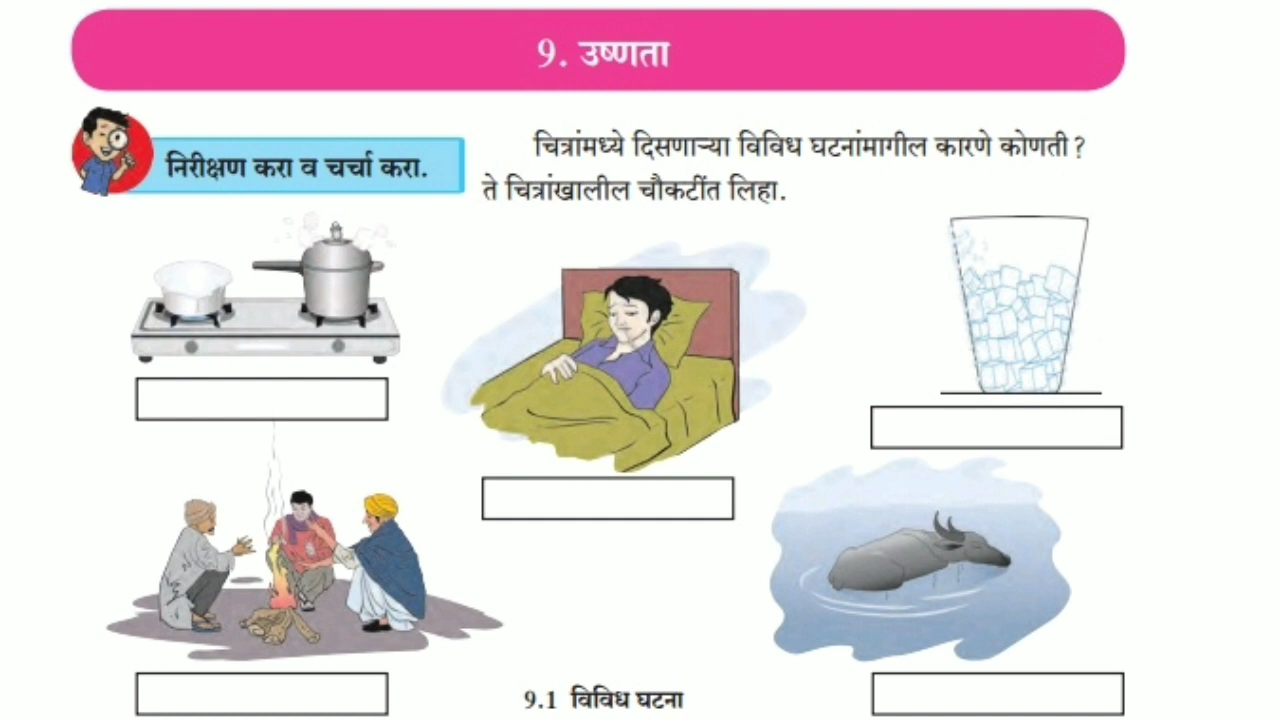 9. उष्णता
निरीक्षण करा व चर्चा करा.
चित्रांमध्ये दिसणाऱ्या विविध घटनांमागील कारणे कोणती ?
ते चित्रांखालील चौकटींत लिहा.
9.1 विविध घटना